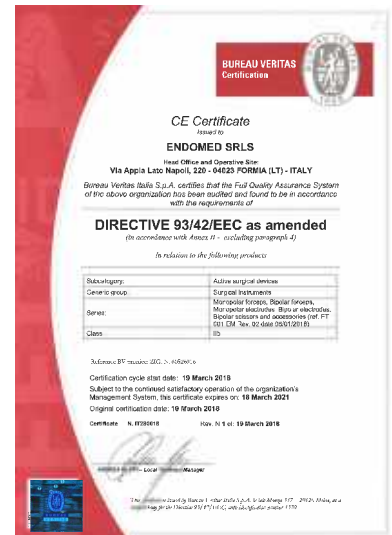 BUREAU VERITAS
Certification
CE Certificate
Issued to
ENDOMED SRLS
Head Office and Operative Site:
Via Appia Lato Napoli, 220 - 04023 FORMIA (LT) - ITALY
Bureau Veritas Italia S.p.A. certifies that the Full Quality Assurance System
of the above organization has been audited and found to be in accordance
with the requirements of
DIRECTIVE 93/42/EEC as amended
(in accordance with Annex II - excluding paragraph 4)
In relation to the following products
Subcategory: Active surgical devices
Generic group: Surgical Instruments
Series: Monopolar forceps, Bipolar forceps,
Monopolar electrodes, Bipolar electrodes,
Bipolar scissors and accessories (ref. FT
001 EM Rev. 02 date 08/01/2018)
Class
Reference BV
Certification cycle start date: 19 March 2018
Subject to the continued satisfactory operation of the organization's
Management System, this certificate expires on: 18 March 2021
Original certification date: 19 March 2018
Certificate N. Rev. N 1 of: 19 March 2018
Local Manager